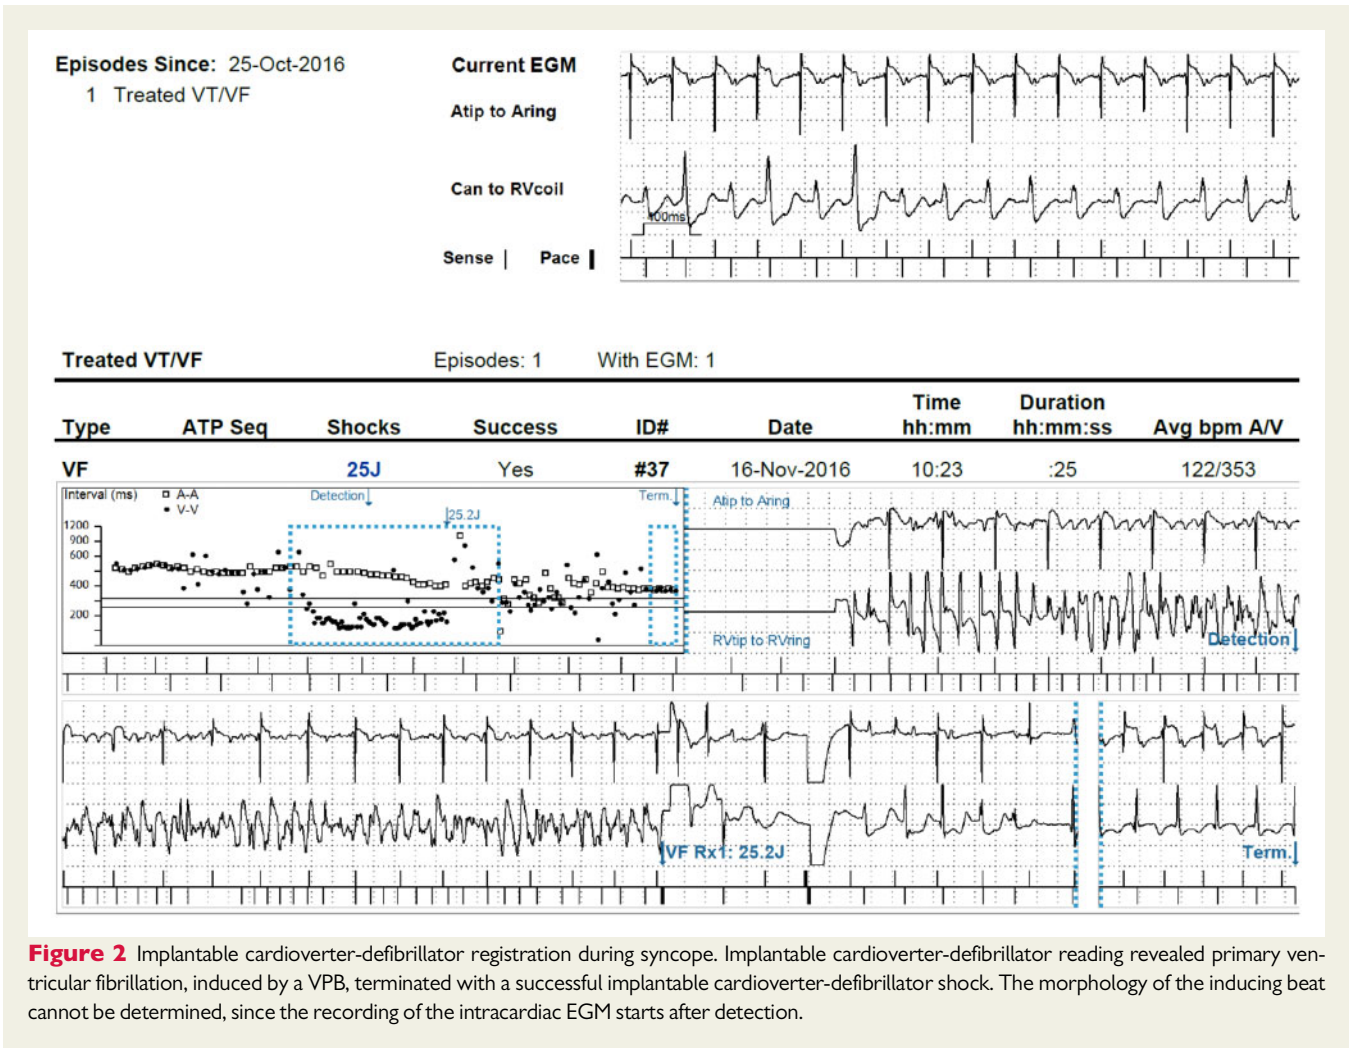 Episodes Since: 25-Oct-2016
1 Treated VT/VF
Current EGM
Atip to Aring
Can to RVcoil
400ms
Sense | Pace |
Treated VT/VF Episodes: 1 With EGM: 1
Type ATP Seq Shocks Success ID# Date Time hh:mm Duration hh:mm:ss Avg bpm A/V
VF 25J Yes #37 16-Nov-2016 10:23 :25 122/353
Interval (ms) A-A
V-V
Detection
Term.
25.2J
1200
900
600
400
200
Atip to Aring
RVtip to RVring
Detection
VF Rx1: 25.2J
Term.
Figure 2 Implantable cardioverter-defibrillator registration during syncope. Implantable cardioverter-defibrillator reading revealed primary ven-
tricular fibrillation, induced by a VPB, terminated with a successful implantable cardioverter-defibrillator shock. The morphology of the inducing beat
cannot be determined, since the recording of the intracardiac EGM starts after detection.